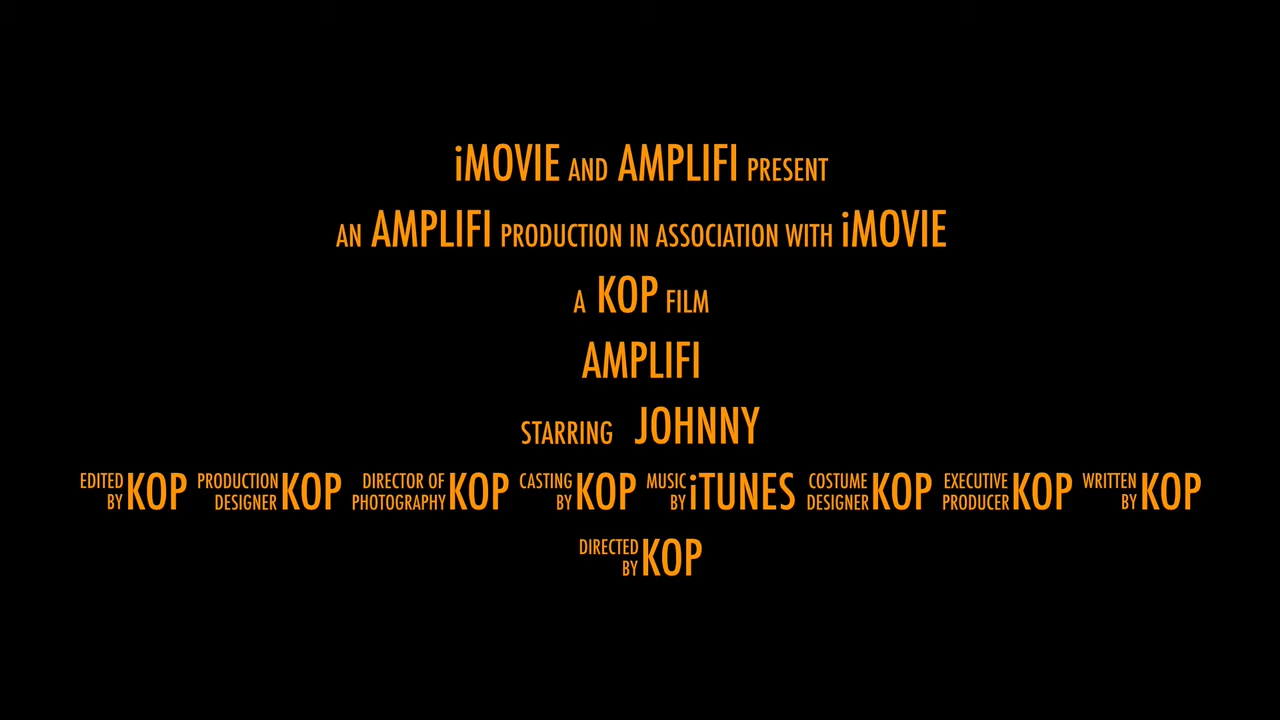 iMOVIE AND AMPLIFI PRESENT
AN AMPLIFI PRODUCTION IN ASSOCIATION WITH iMOVIE
A KOP FILM
AMPLIFI
STARRING JOHNNY
EDITED BY KOP PRODUCTION DESIGNER KOP DIRECTOR OF PHOTOGRAPHY KOP CASTING BY KOP MUSIC BY iTUNES COSTUME DESIGNER KOP EXECUTIVE PRODUCER KOP WRITTEN BY KOP
DIRECTED BY KOP